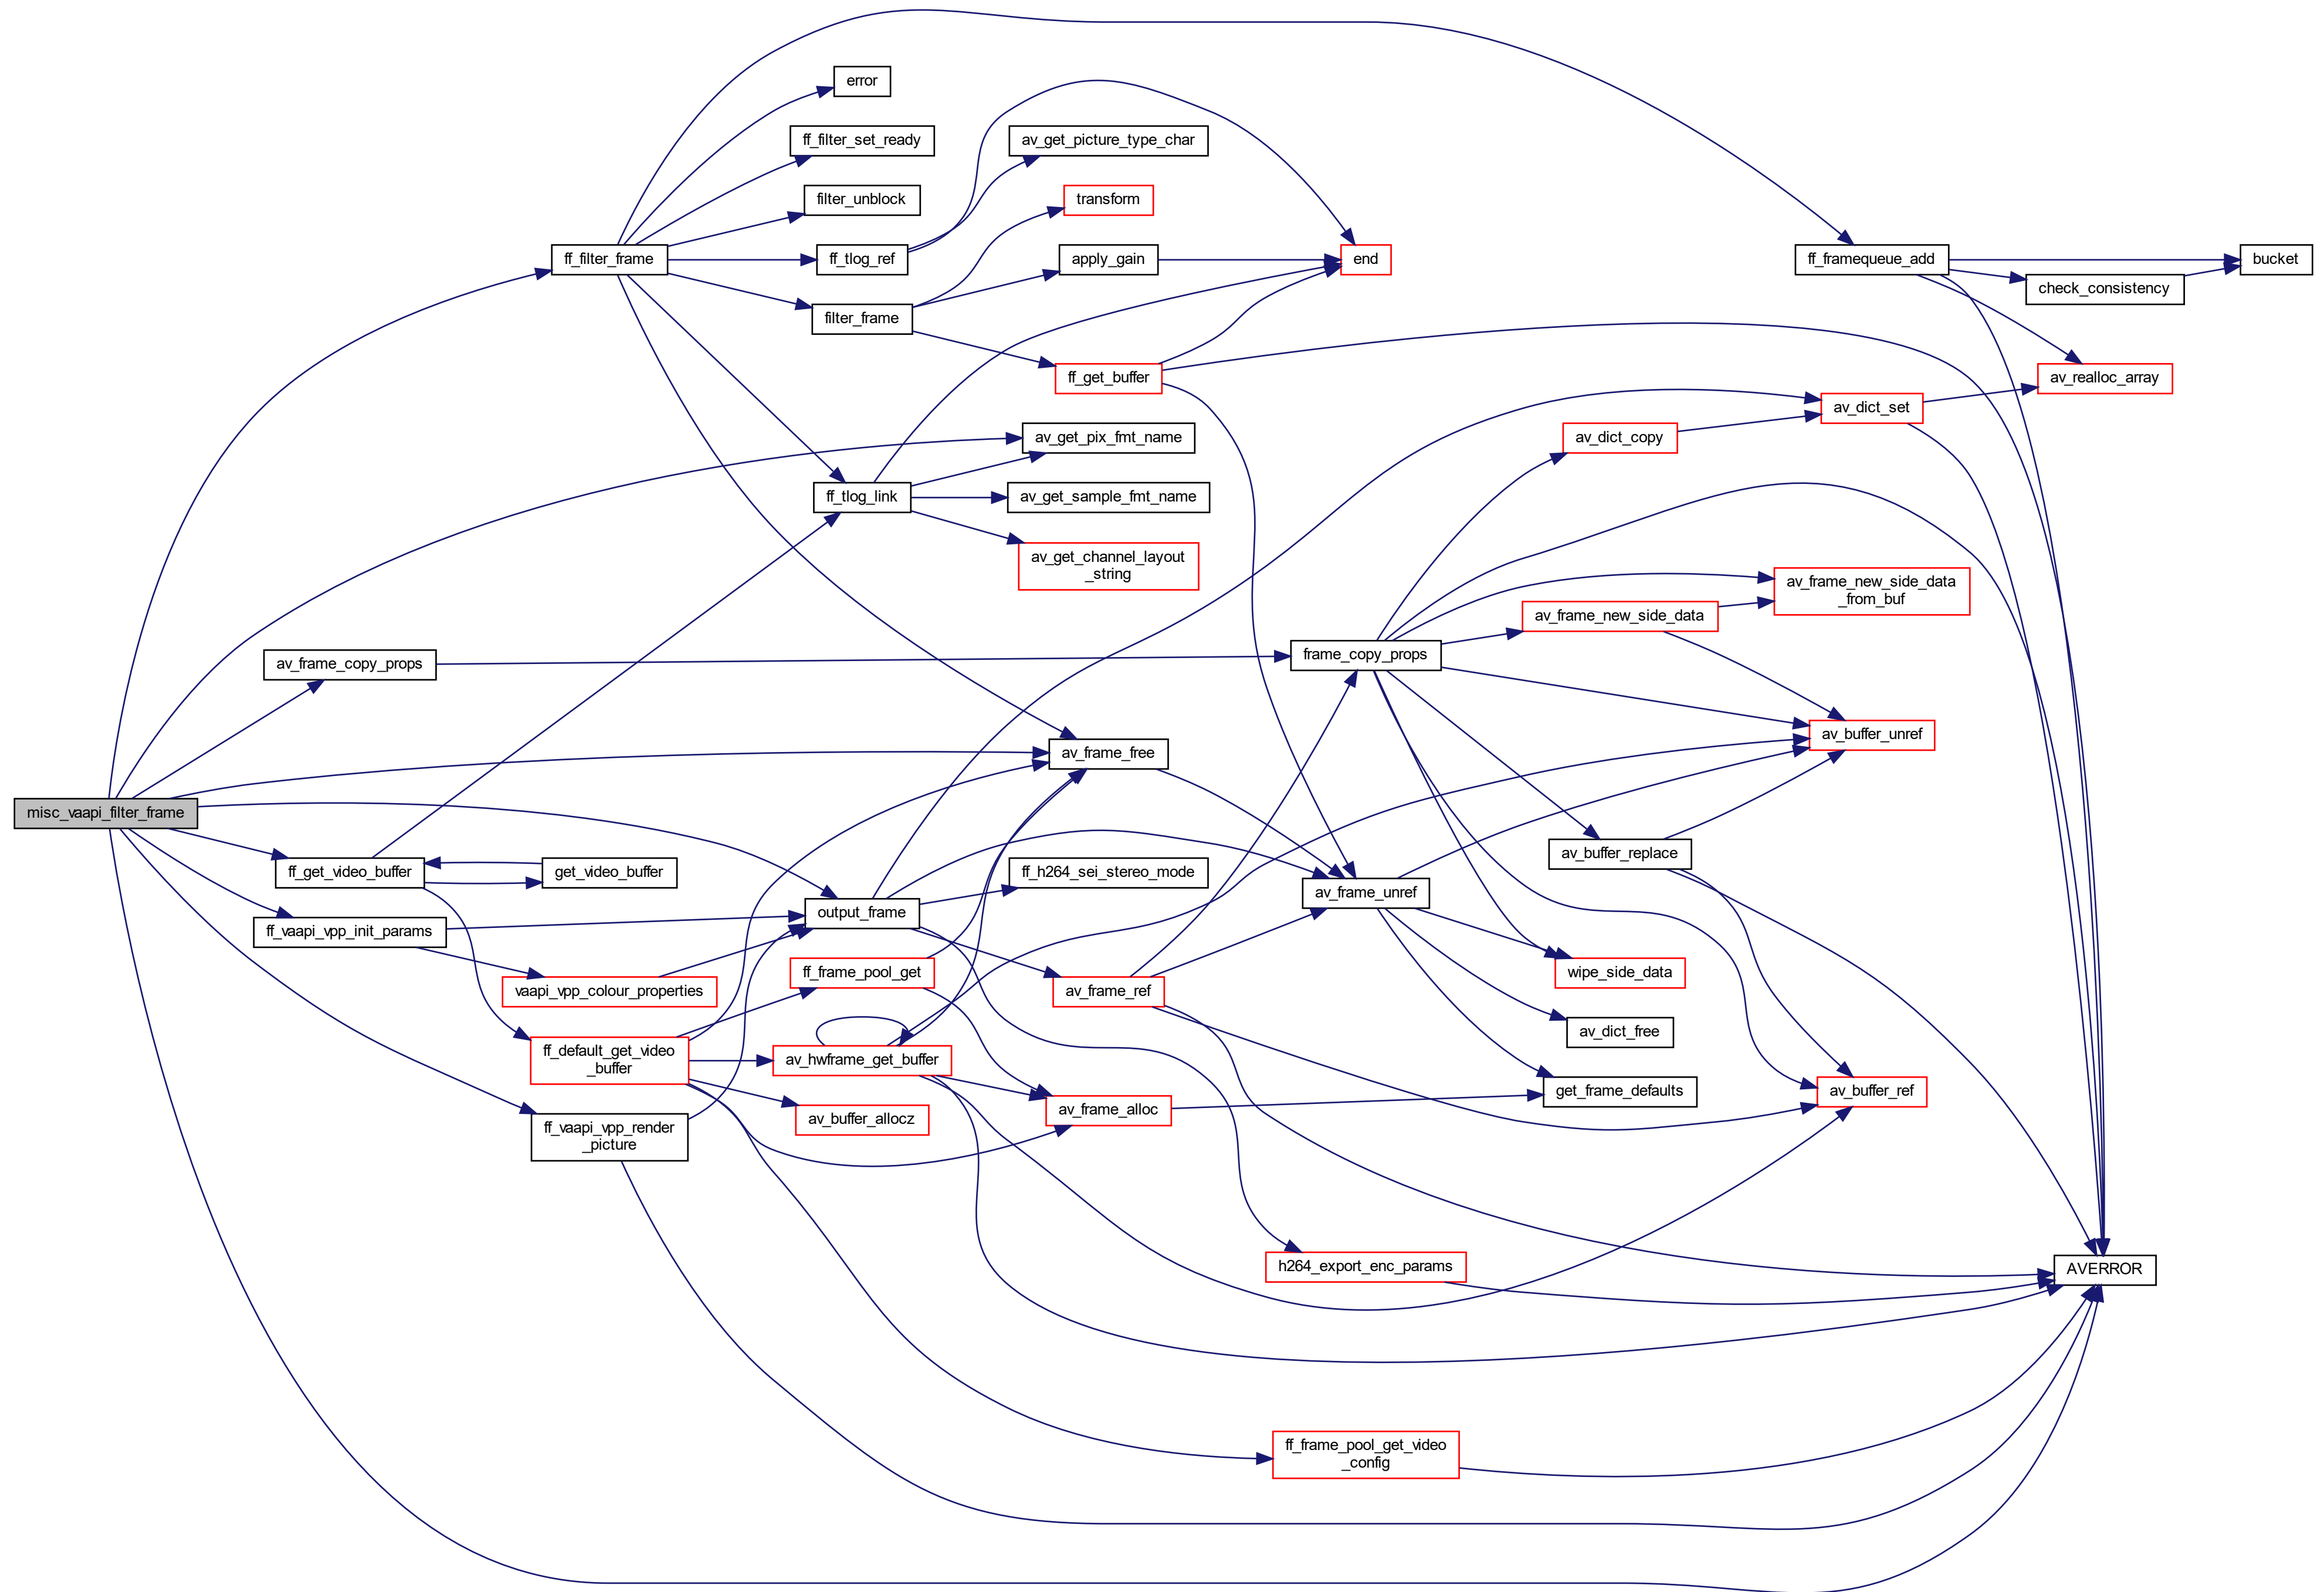 error
ff_filter_set_ready
av_get_picture_type_char
filter_unblock
transform
ff_filter_frame
ff_tlog_ref
apply_gain
end
ff_framequeue_add
bucket
check_consistency
filter_frame
ff_get_buffer
av_realloc_array
av_dict_set
av_get_pix_fmt_name
av_dict_copy
ff_tlog_link
av_get_sample_fmt_name
av_get_channel_layout
_string
av_frame_new_side_data
_from_buf
av_frame_new_side_data
av_frame_copy_props
frame_copy_props
av_buffer_unref
av_frame_free
misc_vaapi_filter_frame
av_buffer_replace
ff_get_video_buffer
get_video_buffer
ff_h264_sei_stereo_mode
av_frame_unref
output_frame
ff_vaapi_vpp_init_params
ff_frame_pool_get
wipe_side_data
vaapi_vpp_colour_properties
av_frame_ref
av_dict_free
ff_default_get_video
_buffer
av_hwframe_get_buffer
get_frame_defaults
av_buffer_ref
av_frame_alloc
av_buffer_allocz
ff_vaapi_vpp_render
_picture
h264_export_enc_params
AVERROR
ff_frame_pool_get_video
_config